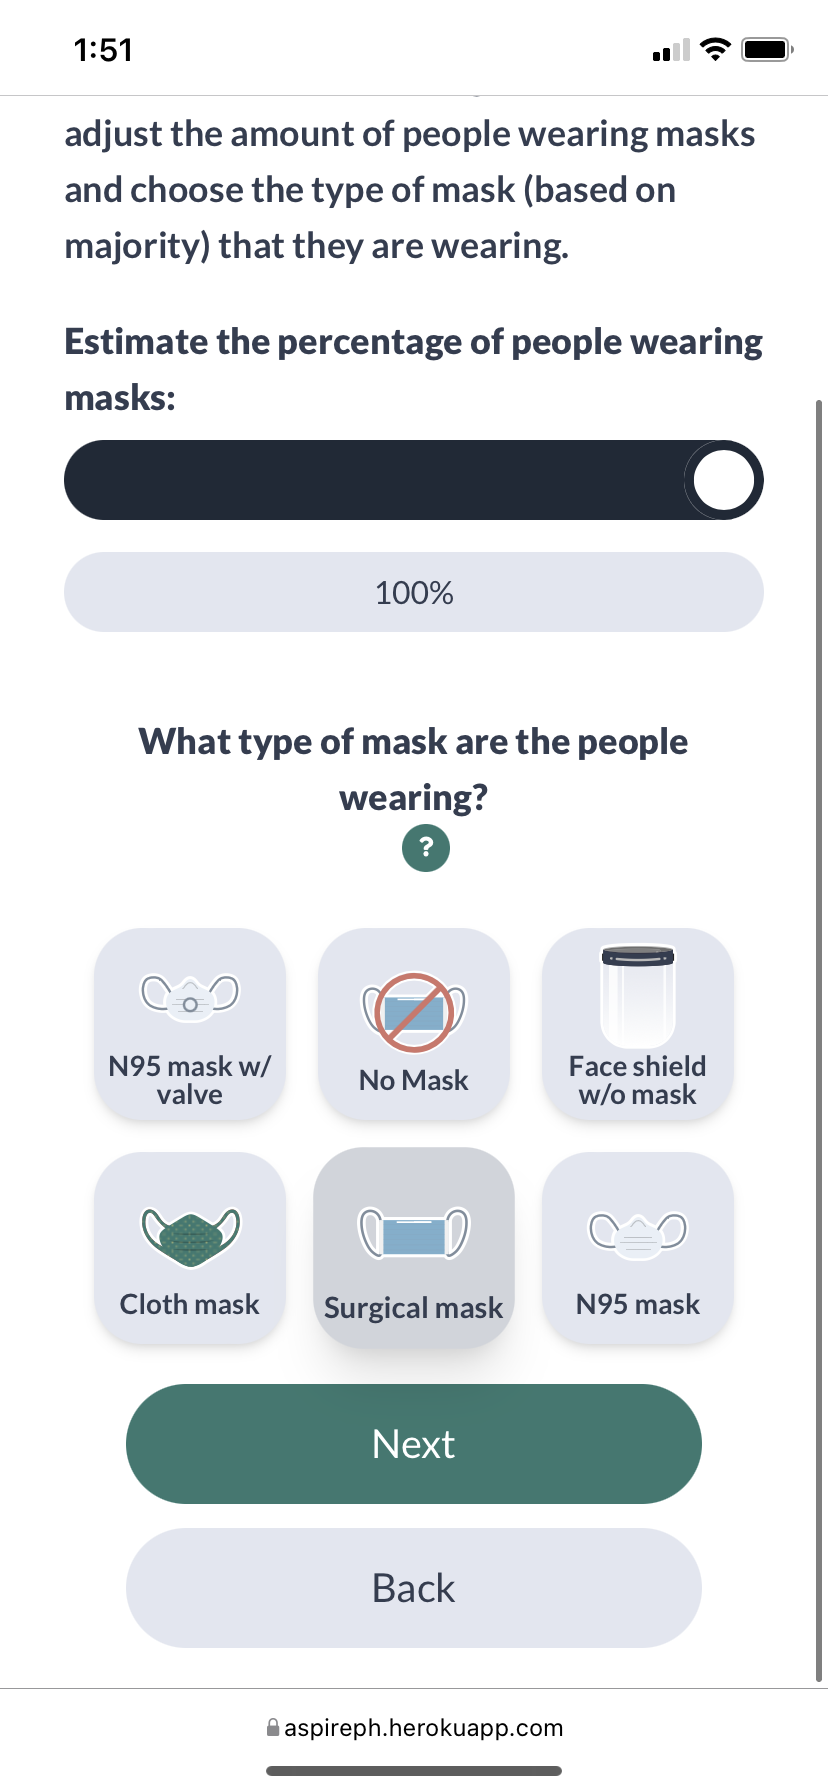 1:51
adjust the amount of people wearing masks
and choose the type of mask (based on
majority) that they are wearing.
Estimate the percentage of people wearing
masks:
100%
What type of mask are the people
wearing?
?
N95 mask w/
valve
No Mask
Face shield
w/o mask
Cloth mask
Surgical mask
N95 mask
Next
Back
aspireph.herokuapp.com